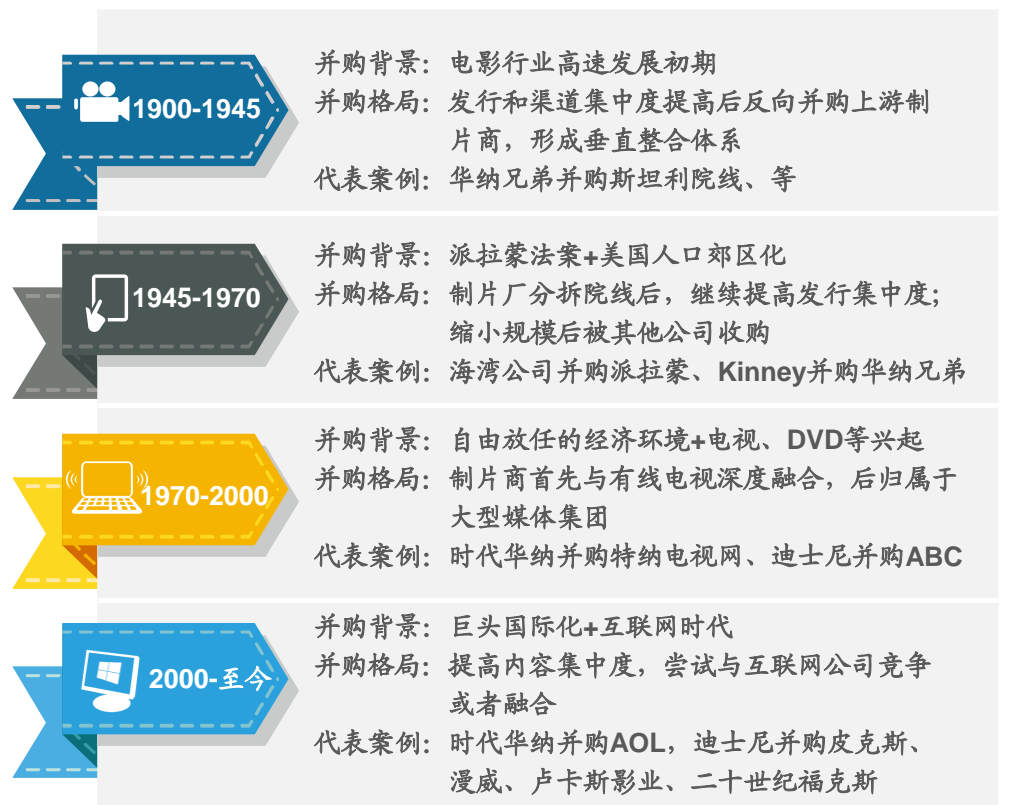 1900-1945
并购背景：电影行业高速发展初期
并购格局：发行和渠道集中度提高后反向并购上游制
片商，形成垂直整合体系
代表案例：华纳兄弟并购斯坦利院线、等
1945-1970
并购背景：派拉蒙法案+美国人口郊区化
并购格局：制片厂分拆院线后，继续提高发行集中度；
缩小规模后被其他公司收购
代表案例：海湾公司并购派拉蒙、Kinney并购华纳兄弟
1970-2000
并购背景：自由放任的经济环境+电视、DVD等兴起
并购格局：制片商首先与有线电视深度融合，后归属于
大型媒体集团
代表案例：时代华纳并购特纳电视网、迪士尼并购ABC
2000-至今
并购背景：巨头国际化+互联网时代
并购格局：提高内容集中度，尝试与互联网公司竞争
或者融合
代表案例：时代华纳并购AOL，迪士尼并购皮克斯、
漫威、卢卡斯影业、二十世纪福克斯